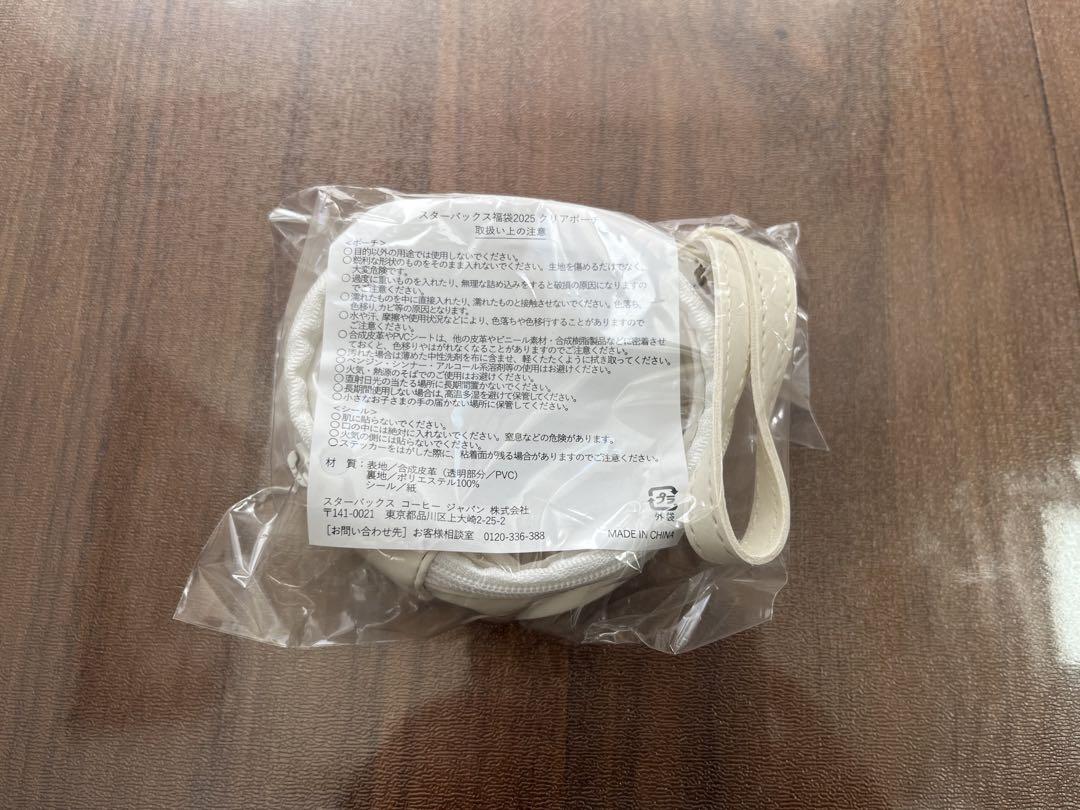 スターバックス福袋2025 クリアポーチ
取扱い上の注意
<ポーチ>
○目的以外の用途では使用しないでください。
○鋭利な形状のものをそのまま入れないでください。生地を傷めるだけでなく、
大変危険です。
○過度に重いものを入れたり、無理な詰め込みをすると破損の原因になりますの
でご注意ください。
○濡れたものを中に直接入れたり、濡れたものと接触させないでください。色落ち、
色移り、カビ等の原因となります。
○水や汗、摩擦や使用状況などにより、色落ちや色移行することがありますので
ご注意ください。
○合成皮革やPVCシートは、他の皮革やビニール素材・合成樹脂製品などに密着させ
ておくと、色移りやはがれなくなることがありますのでご注意ください。
○汚れた場合は薄めた中性洗剤を布に含ませ、軽くたたくように拭き取ってください。
○ベンジン・シンナー・アルコール系溶剤等の使用はお避けください。
○火気・熱源のそばでのご使用はお避けください。
○直射日光の当たる場所に長期間置かないでください。
○長期間使用しない場合は、高温多湿を避けて保管してください。
○小さなお子さまの手の届かない場所に保管してください。
<シール>
○肌に貼らないでください。
○口の中には絶対に入れないでください。窒息などの危険があります。
○火気の側には貼らないでください。
○ステッカーをはがした際に、粘着面が残る場合がありますのでご注意ください。
材 質：表地／合成皮革（透明部分／PVC）
裏地／ポリエステル100%
シール／紙
スターバックス コーヒー ジャパン 株式会社
〒141-0021 東京都品川区上大崎2-25-2
[お問い合わせ先] お客様相談室 0120-336-388
プラ
外袋
MADE IN CHINA